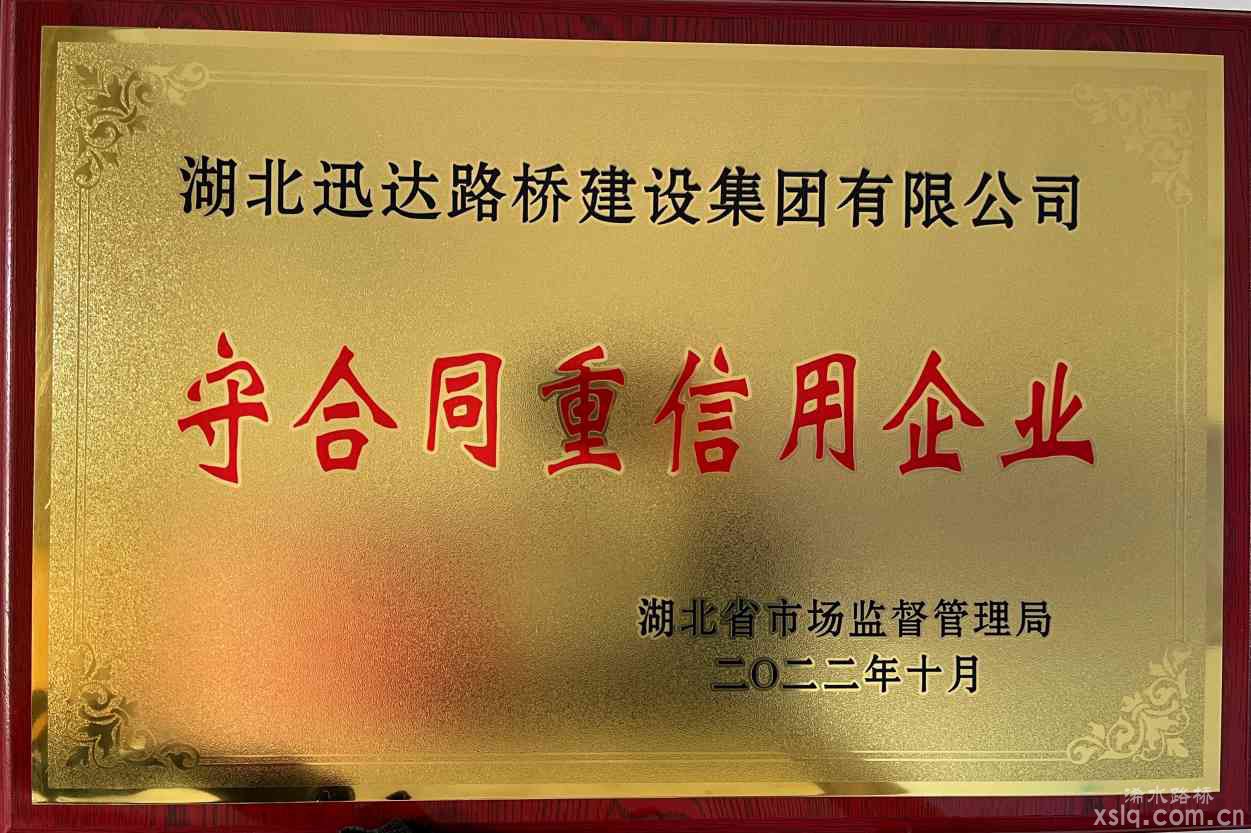 湖北迅达路桥建设集团有限公司
守合同重信用企业
湖北省市场监督管理局
二〇二二年十月
浠水路桥
xslq.com.cn